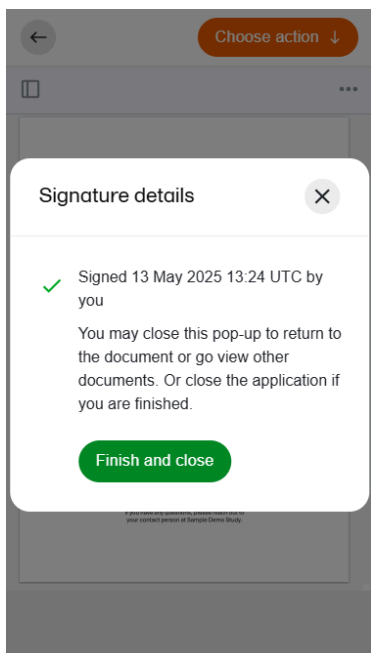 Choose action ↓
Signature details
Signed 13 May 2025 13:24 UTC by
you
You may close this pop-up to return to
the document or go view other
documents. Or close the application if
you are finished.
Finish and close
If you have any questions, please reach out to
your contact person at Sample Demo Study.